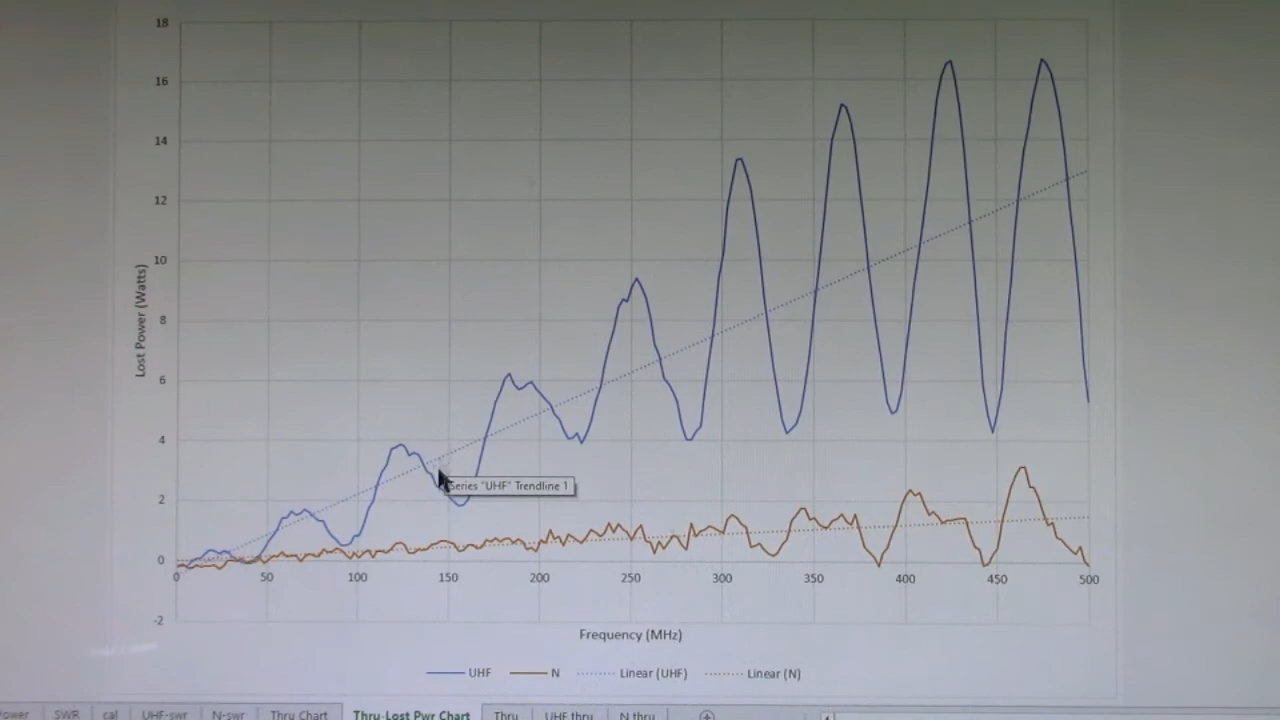 18
16
14
12
10
8
6
4
2
0
-2
Lost Power (Watts)
0 50 100 150 200 250 300 350 400 450 500
Series "UHF" Trendline 1
Frequency (MHz)
UHF N Linear (UHF) Linear (N)
SWR cal UHF-swr N-swr Thru Chart Thru-Lost Pwr Chart Thru UHF thru N thru